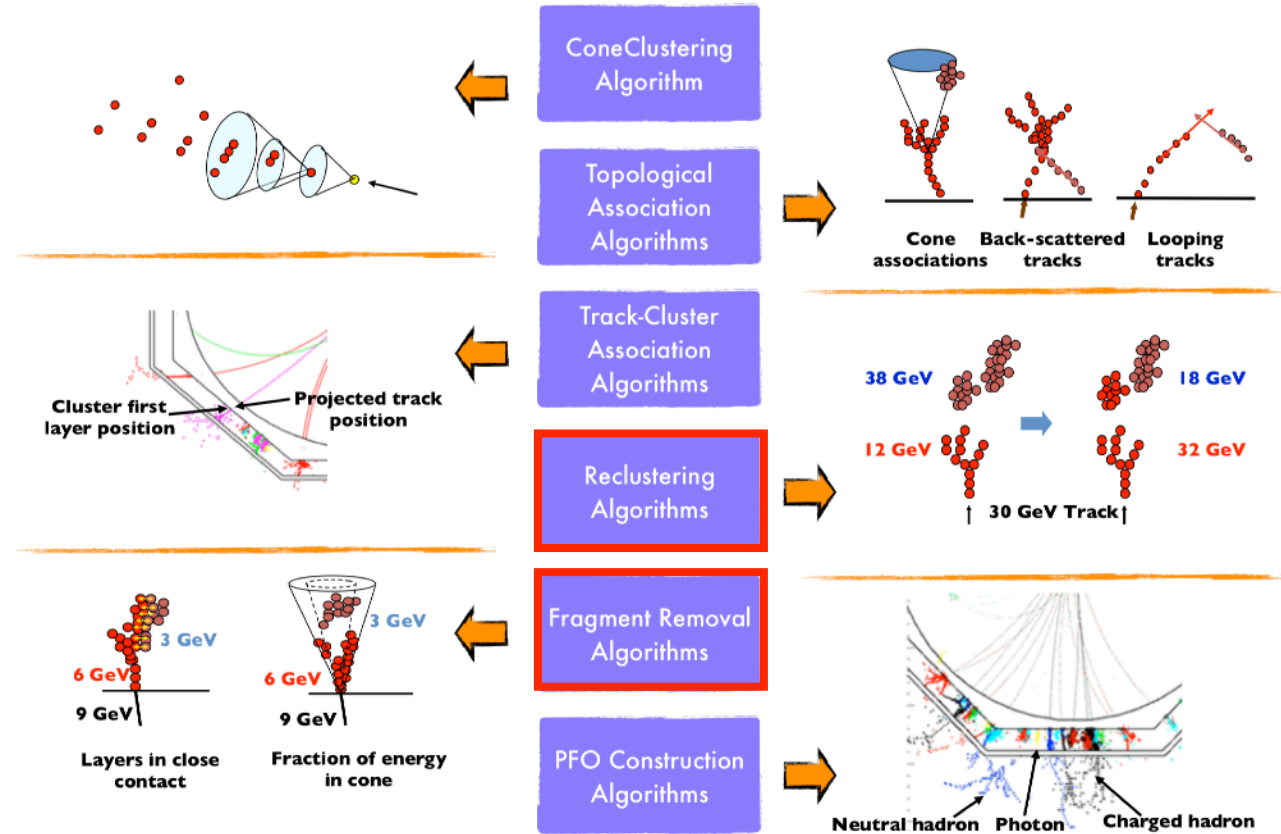 ConeClustering
Algorithm
Topological
Association
Algorithms
Cone
associations
Back-scattered
tracks
Looping
tracks
Track-Cluster
Association
Algorithms
Cluster first
layer position
Projected track
position
38 GeV
18 GeV
12 GeV
32 GeV
30 GeV Track
Reclustering
Algorithms
Fragment Removal
Algorithms
3 GeV
6 GeV
9 GeV
Layers in close
contact
3 GeV
6 GeV
9 GeV
Fraction of energy
in cone
PFO Construction
Algorithms
Neutral hadron
Photon
Charged hadron